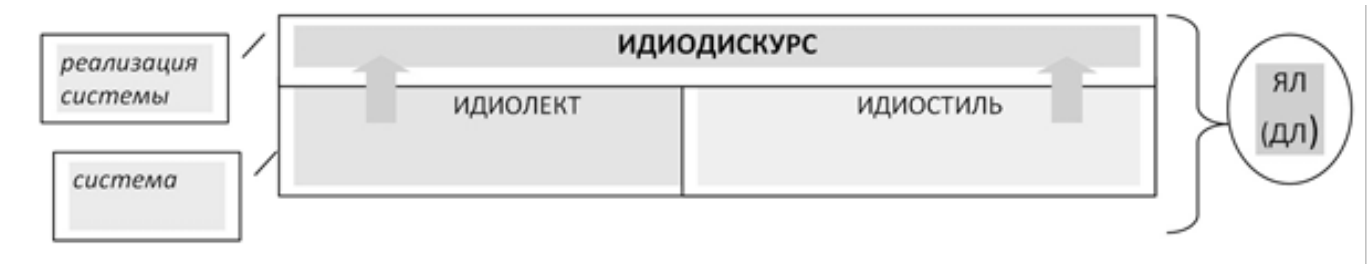 реализация
системы
система
ИДИОДИСКУРС
ИДИОЛЕКТ
ИДИОСТИЛЬ
ЯЛ
(ДЛ)